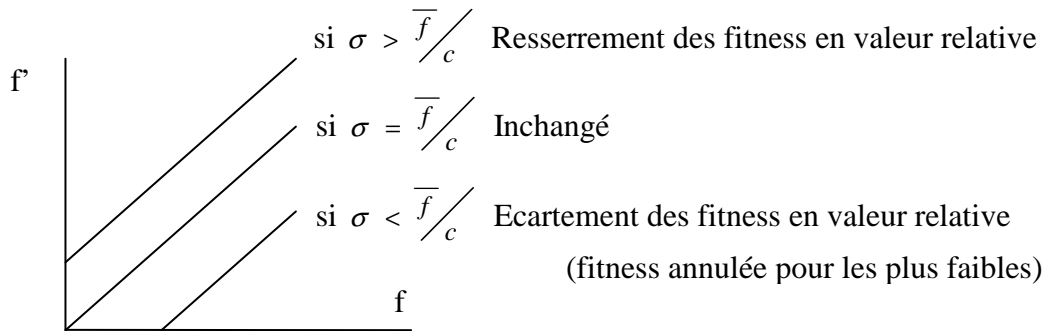 si σ > f̅/c Resserrement des fitness en valeur relative
f’
si σ = f̅/c Inchangé
si σ < f̅/c Ecartement des fitness en valeur relative
(fitness annulée pour les plus faibles)
f